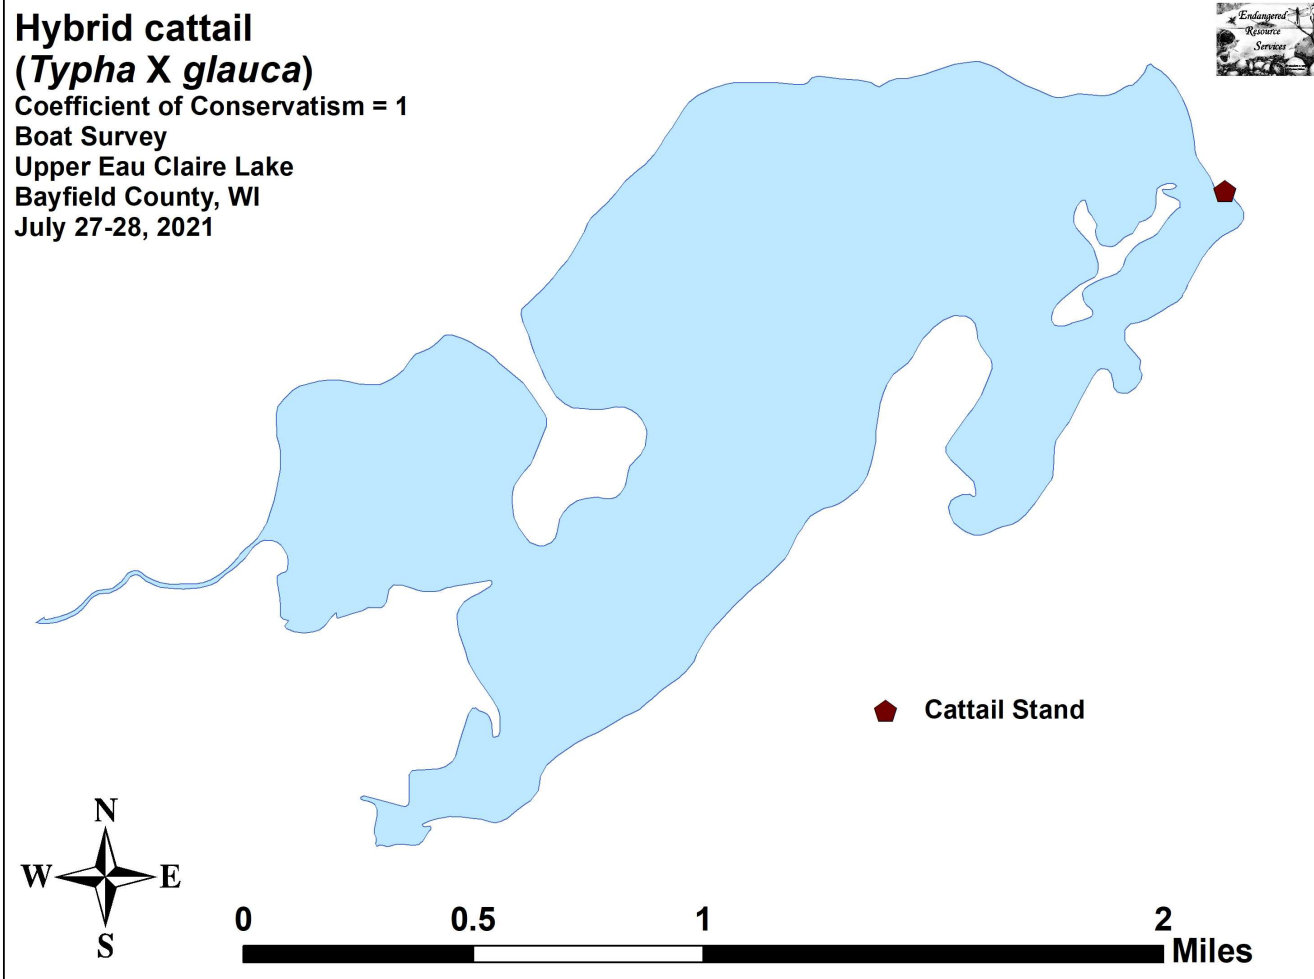 Hybrid cattail
(Typha X glauca)
Coefficient of Conservatism = 1
Boat Survey
Upper Eau Claire Lake
Bayfield County, WI
July 27-28, 2021
Endangered
Resource
Services
Cattail Stand
N
W E
S
0 0.5 1 2
Miles